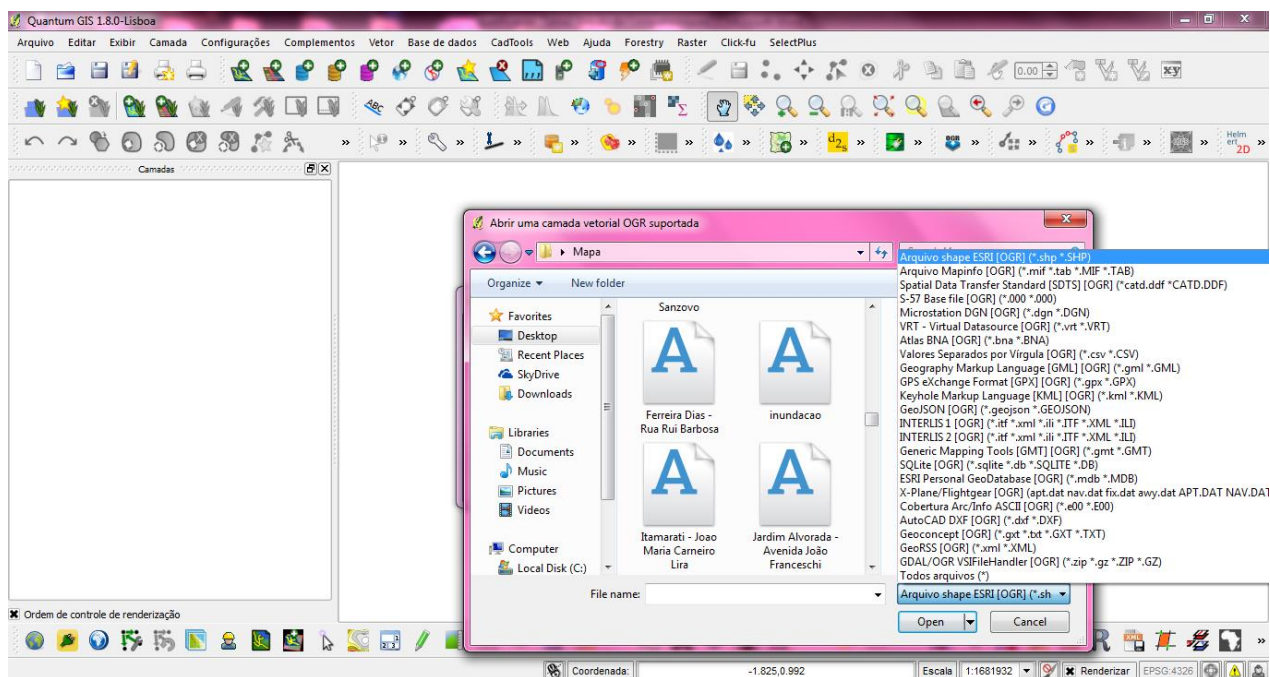 Quantum GIS 1.8.0-Lisboa
Arquivo Editar Exibir Camada Configurações Complementos Vetor Base de dados CadTools Web Ajuda Forestry Raster Click-fu SelectPlus
0.00
ABC
d2s
Helm
ert 2D
Camadas
Abrir uma camada vetorial OGR suportada
Mapa
Organize New folder
Favorites
Desktop
Recent Places
SkyDrive
Downloads
Libraries
Documents
Music
Pictures
Videos
Computer
Local Disk (C:)
Sanzovo
Ferreira Dias -
Rua Rui Barbosa
inundacao
Itamarati - Joao
Maria Carneiro
Lira
Jardim Alvorada -
Avenida João
Franceschi
Arquivo shape ESRI [OGR] (*.shp *.SHP)
Arquivo Mapinfo [OGR] (*.mif *.tab *.MIF *.TAB)
Spatial Data Transfer Standard [SDTS] [OGR] (*catd.ddf *CATD.DDF)
S-57 Base file [OGR] (*.000 *.000)
Microstation DGN [OGR] (*.dgn *.DGN)
VRT - Virtual Datasource [OGR] (*.vrt *.VRT)
Atlas BNA [OGR] (*.bna *.BNA)
Valores Separados por Vírgula [OGR] (*.csv *.CSV)
Geography Markup Language [GML] [OGR] (*.gml *.GML)
GPS eXchange Format [GPX] [OGR] (*.gpx *.GPX)
Keyhole Markup Language [KML] [OGR] (*.kml *.KML)
GeoJSON [OGR] (*.geojson *.GEOJSON)
INTERLIS 1 [OGR] (*.itf *.xml *.ili *.ITF *.XML *.ILI)
INTERLIS 2 [OGR] (*.itf *.xml *.ili *.ITF *.XML *.ILI)
Generic Mapping Tools [GMT] [OGR] (*.gmt *.GMT)
SQLite [OGR] (*.sqlite *.db *.SQLITE *.DB)
ESRI Personal GeoDatabase [OGR] (*.mdb *.MDB)
X-Plane/Flightgear [OGR] (apt.dat nav.dat fix.dat awy.dat APT.DAT NAV.DAT
Cobertura Arc/Info ASCII [OGR] (*.e00 *.E00)
AutoCAD DXF [OGR] (*.dxf *.DXF)
Geoconcept [OGR] (*.gxt *.txt *.GXT *.TXT)
GeoRSS [OGR] (*.xml *.XML)
GDAL/OGR VSIFileHandler [OGR] (*.zip *.gz *.ZIP *.GZ)
Todos arquivos (*)
File name:
Arquivo shape ESRI [OGR] (*.sh
Open Cancel
Ordem de controle de renderização
Coordenada: -1.825,0.992 Escala 1:1681932 Renderizar EPSG:4326